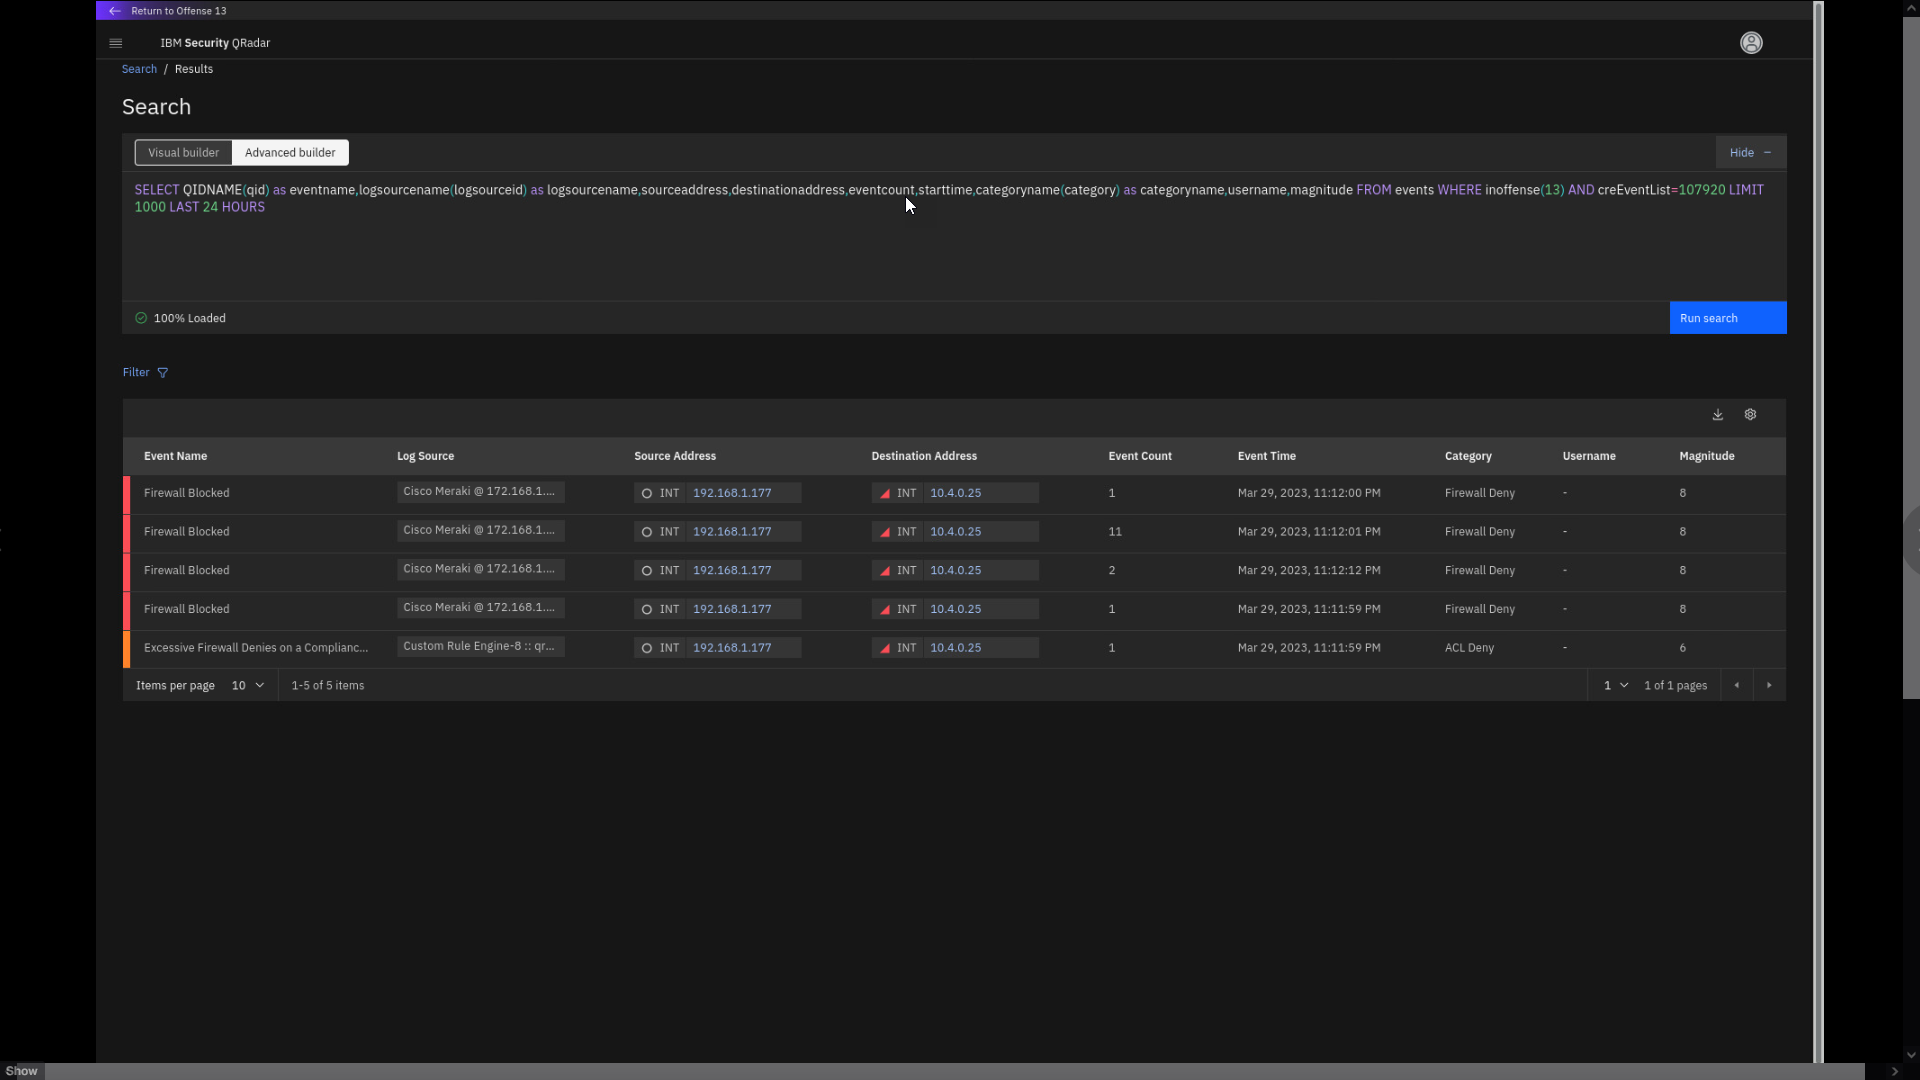 Return to Offense 13
IBM Security QRadar
Search / Results
Search
Visual builder Advanced builder Hide
SELECT QIDNAME(qid) as eventname,logsourcename(logsourceid) as logsourcename,sourceaddress,destinationaddress,eventcount,starttime,categoryname(category) as categoryname,username,magnitude FROM events WHERE inoffense(13) AND creEventList=107920 LIMIT
1000 LAST 24 HOURS
100% Loaded Run search
Filter
Event Name Log Source Source Address Destination Address Event Count Event Time Category Username Magnitude
Firewall Blocked Cisco Meraki @ 172.168.1.... INT 192.168.1.177 INT 10.4.0.25 1 Mar 29, 2023, 11:12:00 PM Firewall Deny - 8
Firewall Blocked Cisco Meraki @ 172.168.1.... INT 192.168.1.177 INT 10.4.0.25 11 Mar 29, 2023, 11:12:01 PM Firewall Deny - 8
Firewall Blocked Cisco Meraki @ 172.168.1.... INT 192.168.1.177 INT 10.4.0.25 2 Mar 29, 2023, 11:12:12 PM Firewall Deny - 8
Firewall Blocked Cisco Meraki @ 172.168.1.... INT 192.168.1.177 INT 10.4.0.25 1 Mar 29, 2023, 11:11:59 PM Firewall Deny - 8
Excessive Firewall Denies on a Complianc... Custom Rule Engine-8 :: qr... INT 192.168.1.177 INT 10.4.0.25 1 Mar 29, 2023, 11:11:59 PM ACL Deny - 6
Items per page 10 1-5 of 5 items 1 1 of 1 pages
Show